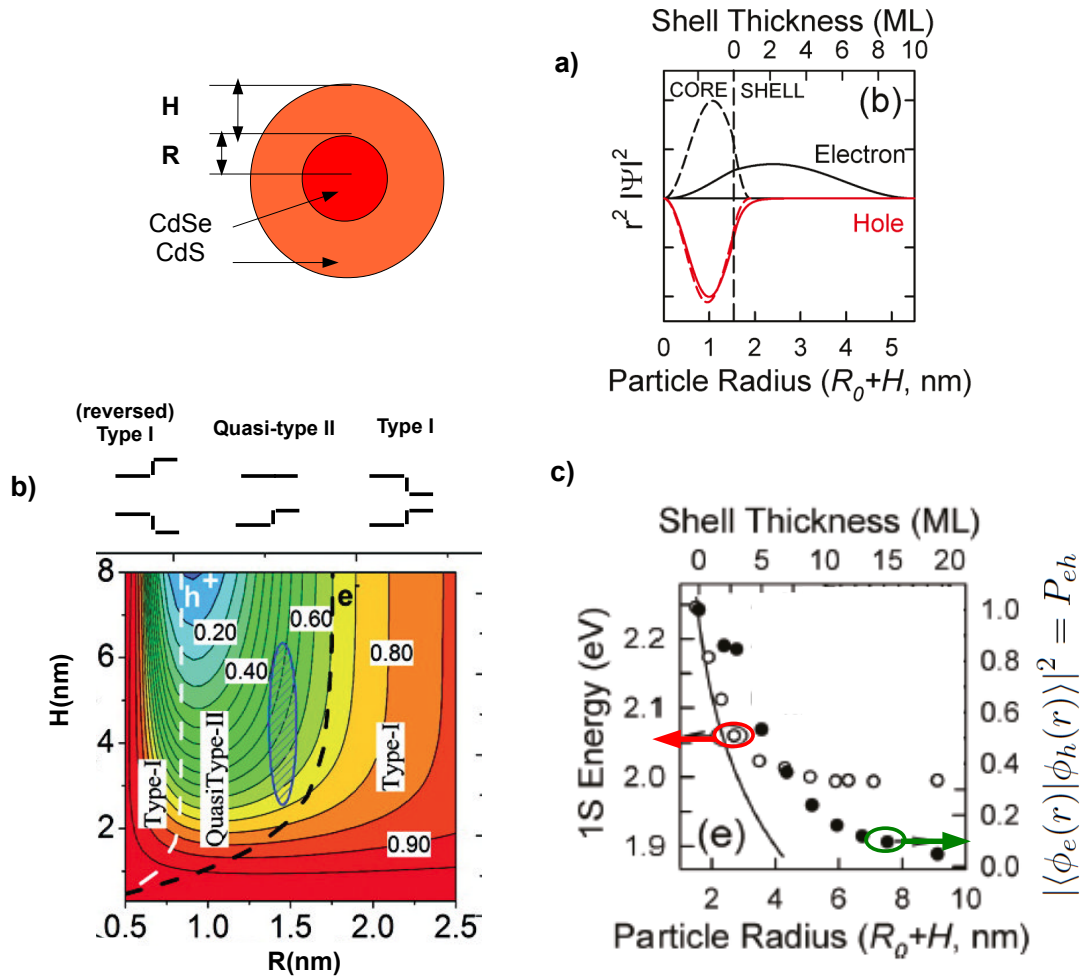 H
R
CdSe
CdS
a)
Shell Thickness (ML)
0 2 4 6 8 10
CORE SHELL
(b)
Electron
Hole
r² |Ψ|²
0 1 2 3 4 5
Particle Radius (R₀+H, nm)
b)
(reversed)
Type I
Quasi-type II
Type I
h
+
e
0.20
0.40
0.60
0.80
0.90
Type-I
QuasiType-II
Type-I
H(nm)
8
6
4
2
0.5 1.0 1.5 2.0 2.5
R(nm)
c)
Shell Thickness (ML)
0 5 10 15 20
1S Energy (eV)
2.2
2.1
2.0
1.9
1.0
0.8
0.6
0.4
0.2
0.0
(e)
2 4 6 8 10
Particle Radius (R₀+H, nm)
|⟨ϕₑ(r)|ϕₕ(r)⟩|² = Pₑₕ